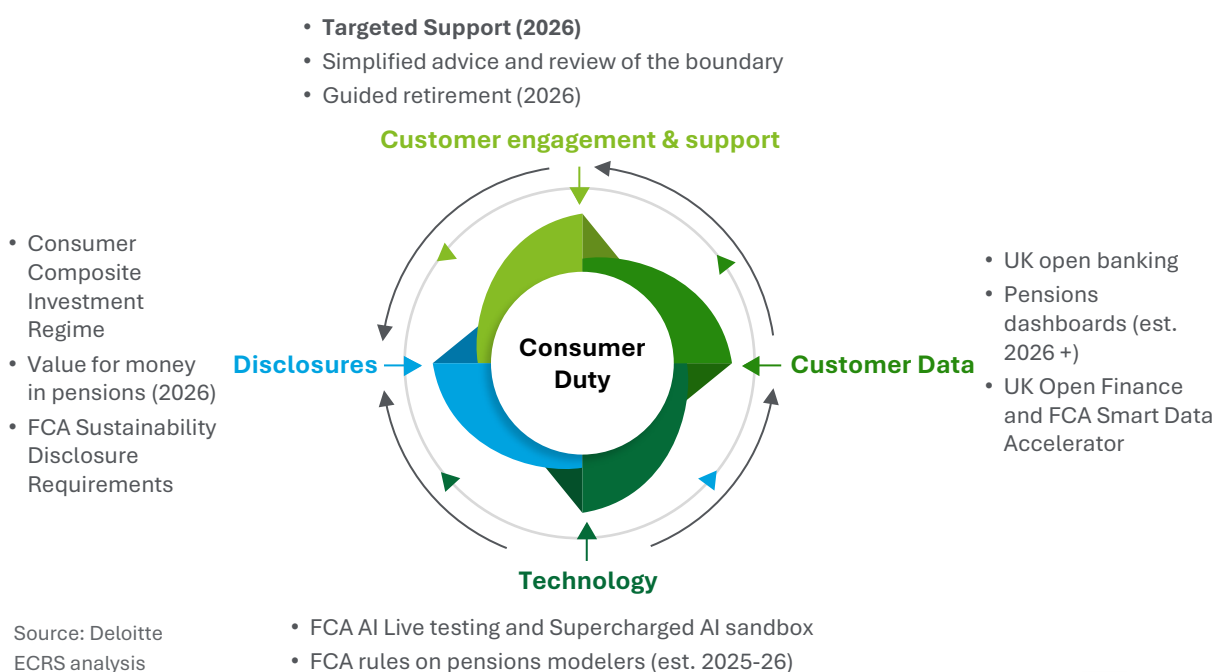 • Targeted Support (2026)
• Simplified advice and review of the boundary
• Guided retirement (2026)
Customer engagement & support
• Consumer
Composite
Investment
Regime
• Value for money
in pensions (2026)
• FCA Sustainability
Disclosure
Requirements
Disclosures
Consumer
Duty
Customer Data
• UK open banking
• Pensions
dashboards (est.
2026 +)
• UK Open Finance
and FCA Smart Data
Accelerator
Technology
• FCA AI Live testing and Supercharged AI sandbox
• FCA rules on pensions modelers (est. 2025-26)
Source: Deloitte
ECRS analysis